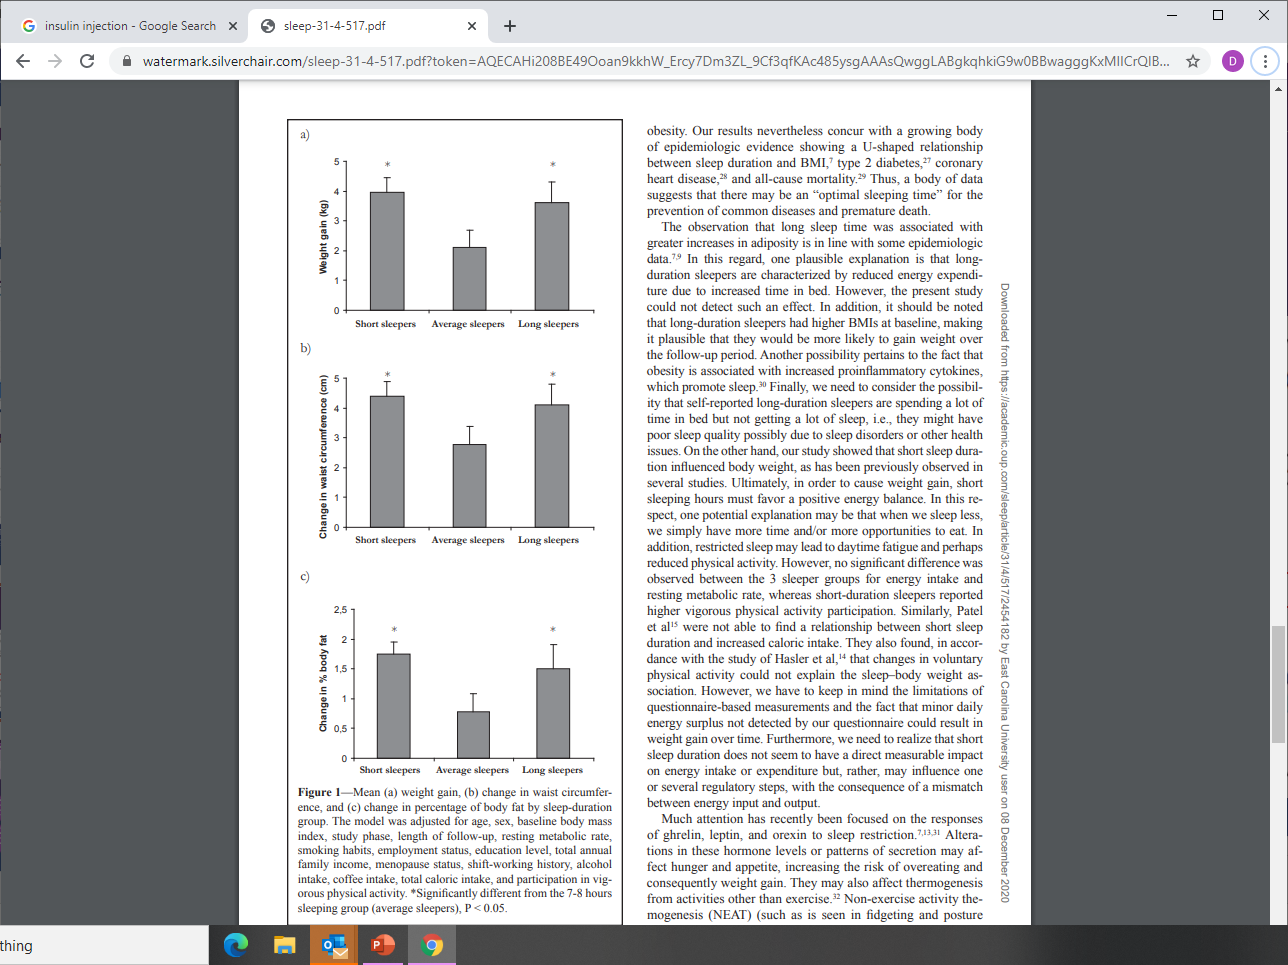 insulin injection - Google Search
sleep-31-4-517.pdf
watermark.silverchair.com/sleep-31-4-517.pdf?token=AQECAHi208BE49Ooan9kkhW_Ercy7Dm3ZL_9Cf3qfKAc485ysgAAAsQwggLABgkqhkiG9w0BBwagggKxMIICrQIB...
D
a)
Weight gain (kg)
5
4
3
2
1
0
*
*
Short sleepers Average sleepers Long sleepers
b)
Change in waist circumference (cm)
5
4
3
2
1
0
*
*
Short sleepers Average sleepers Long sleepers
c)
Change in % body fat
2,5
2
1,5
1
0,5
0
*
*
Short sleepers Average sleepers Long sleepers
Figure 1—Mean (a) weight gain, (b) change in waist circumfer-
ence, and (c) change in percentage of body fat by sleep-duration
group. The model was adjusted for age, sex, baseline body mass
index, study phase, length of follow-up, resting metabolic rate,
smoking habits, employment status, education level, total annual
family income, menopause status, shift-working history, alcohol
intake, coffee intake, total caloric intake, and participation in vig-
orous physical activity. *Significantly different from the 7-8 hours
sleeping group (average sleepers), P < 0.05.
obesity. Our results nevertheless concur with a growing body
of epidemiologic evidence showing a U-shaped relationship
between sleep duration and BMI,7 type 2 diabetes,27 coronary
heart disease,28 and all-cause mortality.29 Thus, a body of data
suggests that there may be an “optimal sleeping time” for the
prevention of common diseases and premature death.
The observation that long sleep time was associated with
greater increases in adiposity is in line with some epidemiologic
data.7,9 In this regard, one plausible explanation is that long-
duration sleepers are characterized by reduced energy expendi-
ture due to increased time in bed. However, the present study
could not detect such an effect. In addition, it should be noted
that long-duration sleepers had higher BMIs at baseline, making
it plausible that they would be more likely to gain weight over
the follow-up period. Another possibility pertains to the fact that
obesity is associated with increased proinflammatory cytokines,
which promote sleep.30 Finally, we need to consider the possibil-
ity that self-reported long-duration sleepers are spending a lot of
time in bed but not getting a lot of sleep, i.e., they might have
poor sleep quality possibly due to sleep disorders or other health
issues. On the other hand, our study showed that short sleep dura-
tion influenced body weight, as has been previously observed in
several studies. Ultimately, in order to cause weight gain, short
sleeping hours must favor a positive energy balance. In this re-
spect, one potential explanation may be that when we sleep less,
we simply have more time and/or more opportunities to eat. In
addition, restricted sleep may lead to daytime fatigue and perhaps
reduced physical activity. However, no significant difference was
observed between the 3 sleeper groups for energy intake and
resting metabolic rate, whereas short-duration sleepers reported
higher vigorous physical activity participation. Similarly, Patel
et al15 were not able to find a relationship between short sleep
duration and increased caloric intake. They also found, in accor-
dance with the study of Hasler et al,14 that changes in voluntary
physical activity could not explain the sleep–body weight as-
sociation. However, we have to keep in mind the limitations of
questionnaire-based measurements and the fact that minor daily
energy surplus not detected by our questionnaire could result in
weight gain over time. Furthermore, we need to realize that short
sleep duration does not seem to have a direct measurable impact
on energy intake or expenditure but, rather, may influence one
or several regulatory steps, with the consequence of a mismatch
between energy input and output.
Much attention has recently been focused on the responses
of ghrelin, leptin, and orexin to sleep restriction.7,13,31 Altera-
tions in these hormone levels or patterns of secretion may af-
fect hunger and appetite, increasing the risk of overeating and
consequently weight gain. They may also affect thermogenesis
from activities other than exercise.32 Non-exercise activity the-
mogenesis (NEAT) (such as is seen in fidgeting and posture
Downloaded from https://academic.oup.com/sleep/article/31/4/517/2454182 by East Carolina University user on 08 December 2020
thing